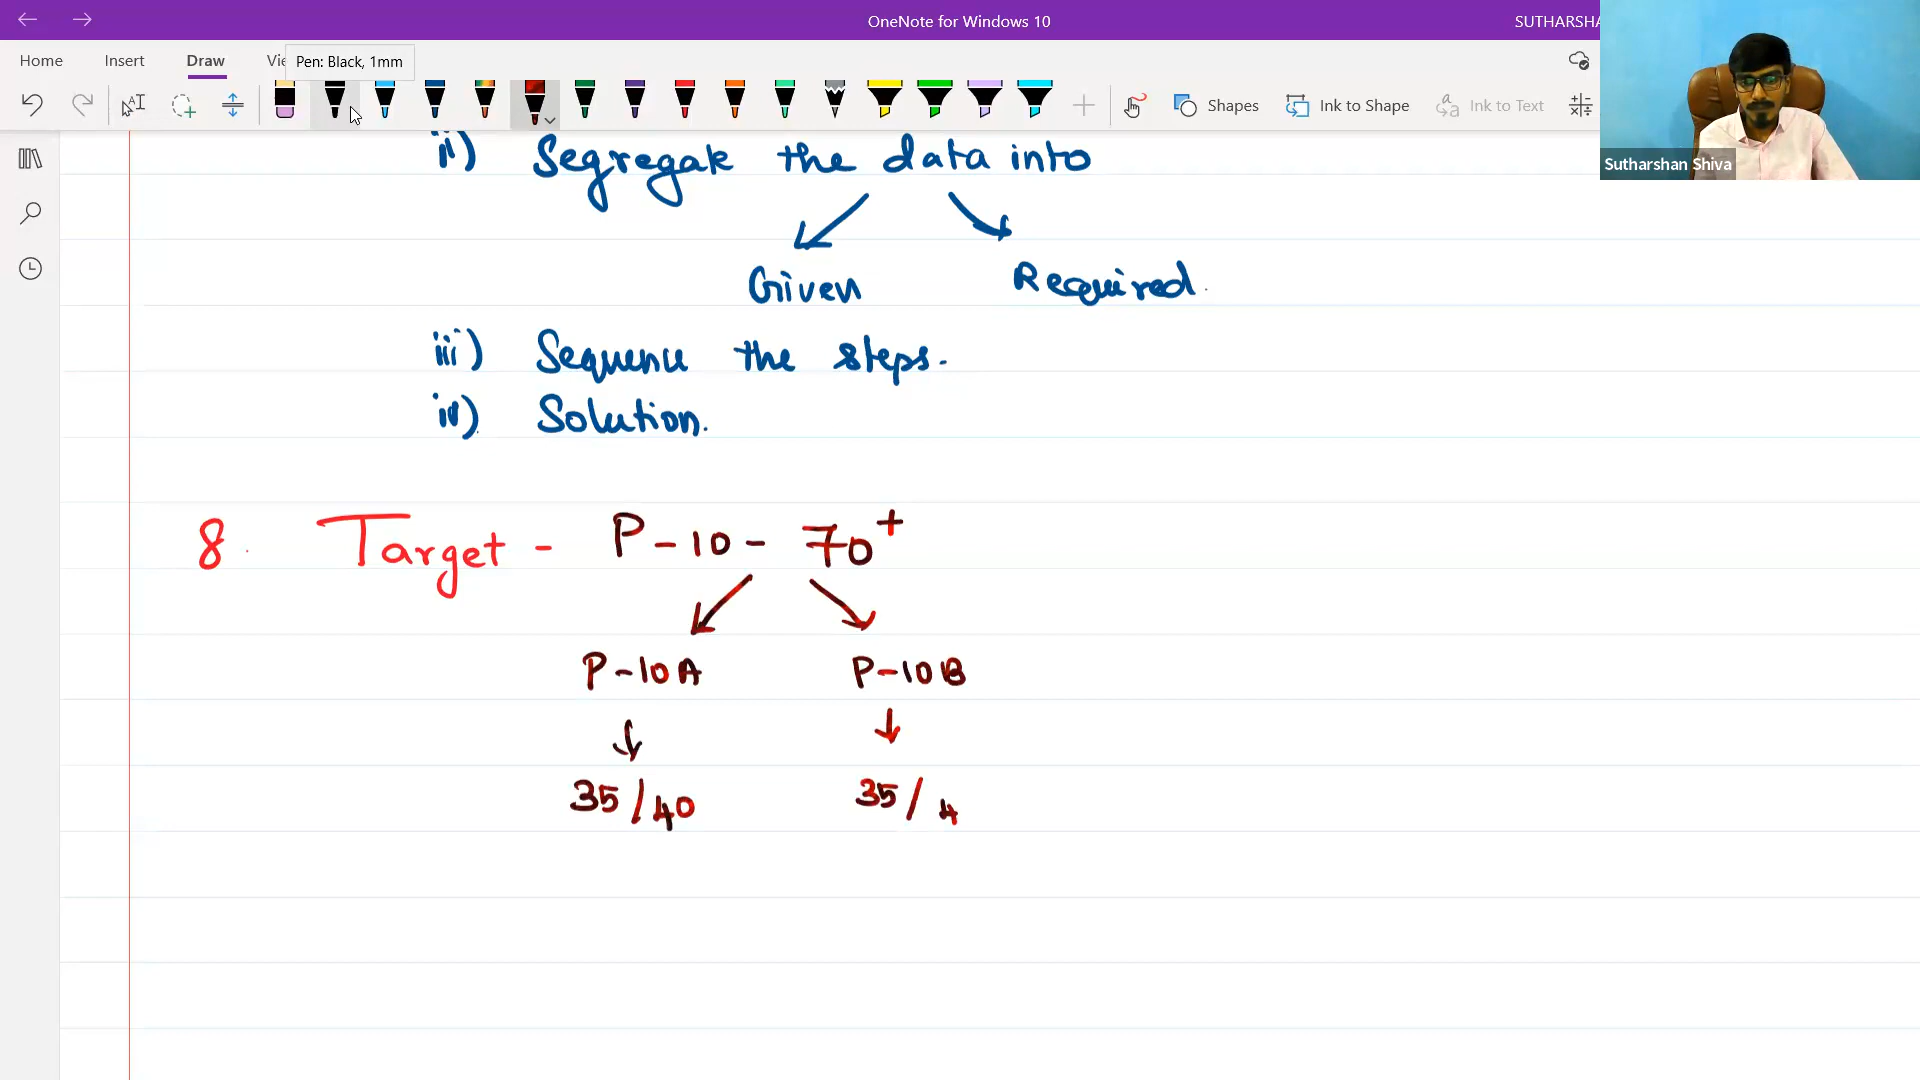 OneNote for Windows 10
SUTHARSHA
Home Insert Draw Vie
Pen: Black, 1mm
Shapes Ink to Shape Ink to Text
Sutharshan Shiva
ii) Segregate the data into
Given Required.
iii) Sequence the steps.
iv) Solution.
8. Target - P-10- 70+
P-10A P-10B
35/40 35/4